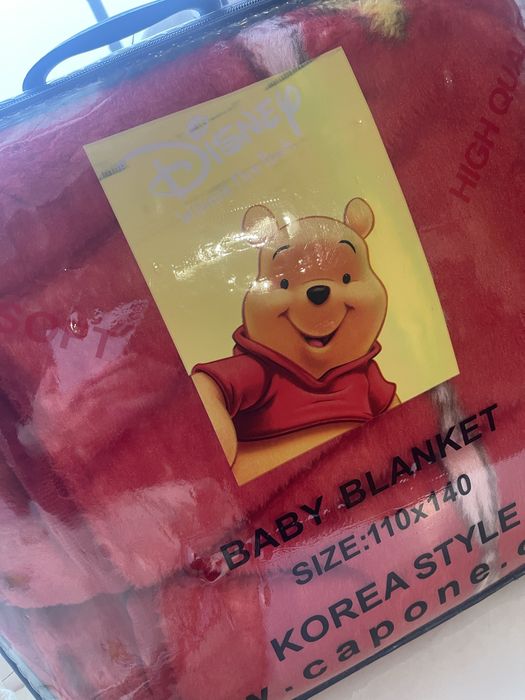 DISNEY
HIGH QUA
SOFT
BABY BLANKET
SIZE:110x140
KOREA STYLE
y.capone.c